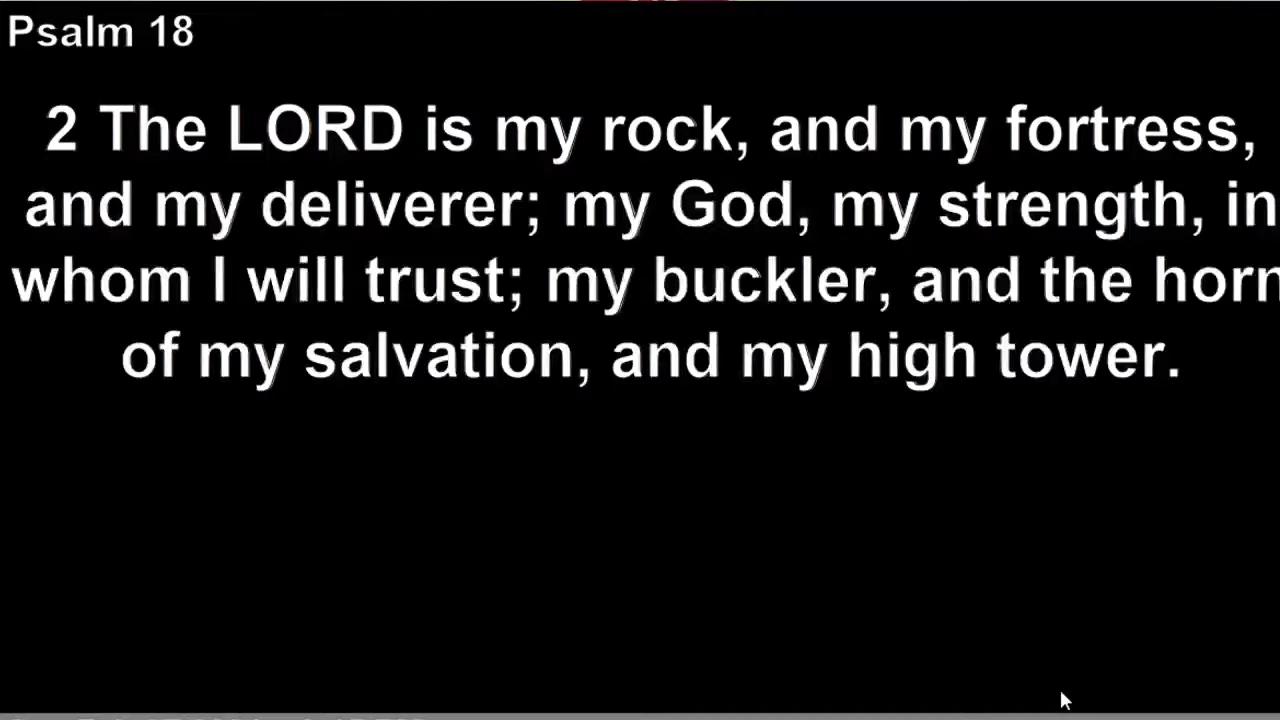 Psalm 18
2 The LORD is my rock, and my fortress,
and my deliverer; my God, my strength, in
whom I will trust; my buckler, and the horn
of my salvation, and my high tower.